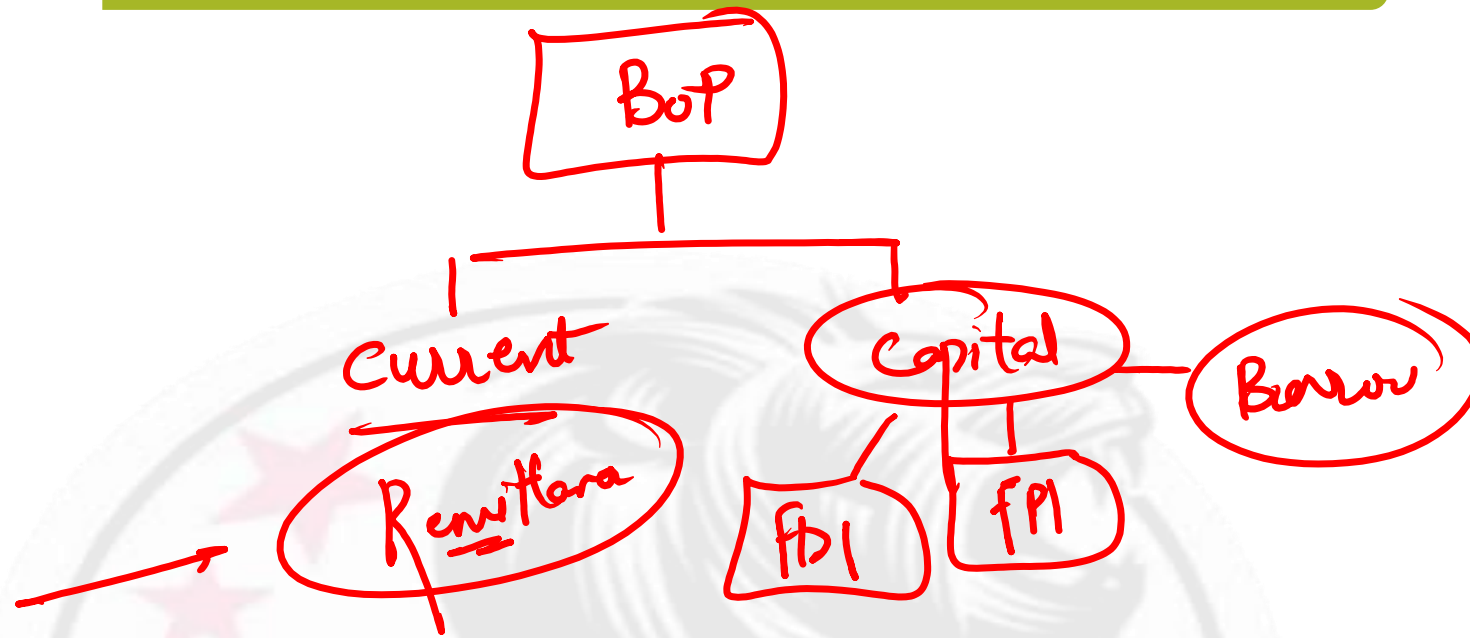 BoP
Current
Capital
Borrow
Remittance
FDI
FPI